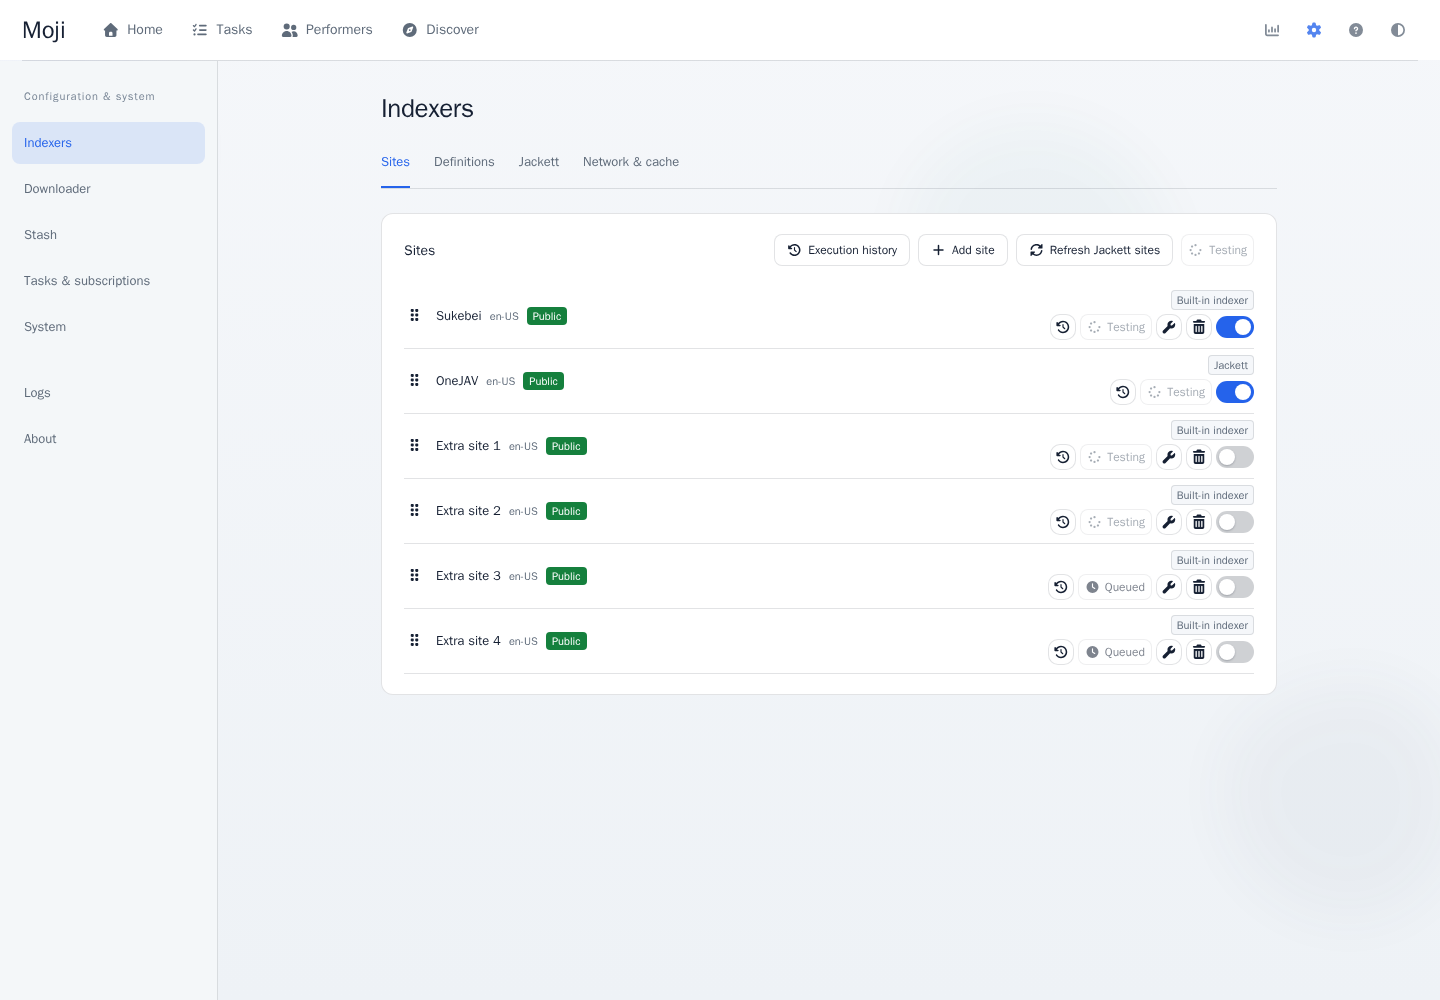 Moji
Home
Tasks
Performers
Discover
Configuration & system
Indexers
Downloader
Stash
Tasks & subscriptions
System
Logs
About
Indexers
Sites
Definitions
Jackett
Network & cache
Sites
Execution history
Add site
Refresh Jackett sites
Testing
Sukebei en-US Public
Built-in indexer
Testing
OneJAV en-US Public
Jackett
Testing
Extra site 1 en-US Public
Built-in indexer
Testing
Extra site 2 en-US Public
Built-in indexer
Testing
Extra site 3 en-US Public
Built-in indexer
Queued
Extra site 4 en-US Public
Built-in indexer
Queued